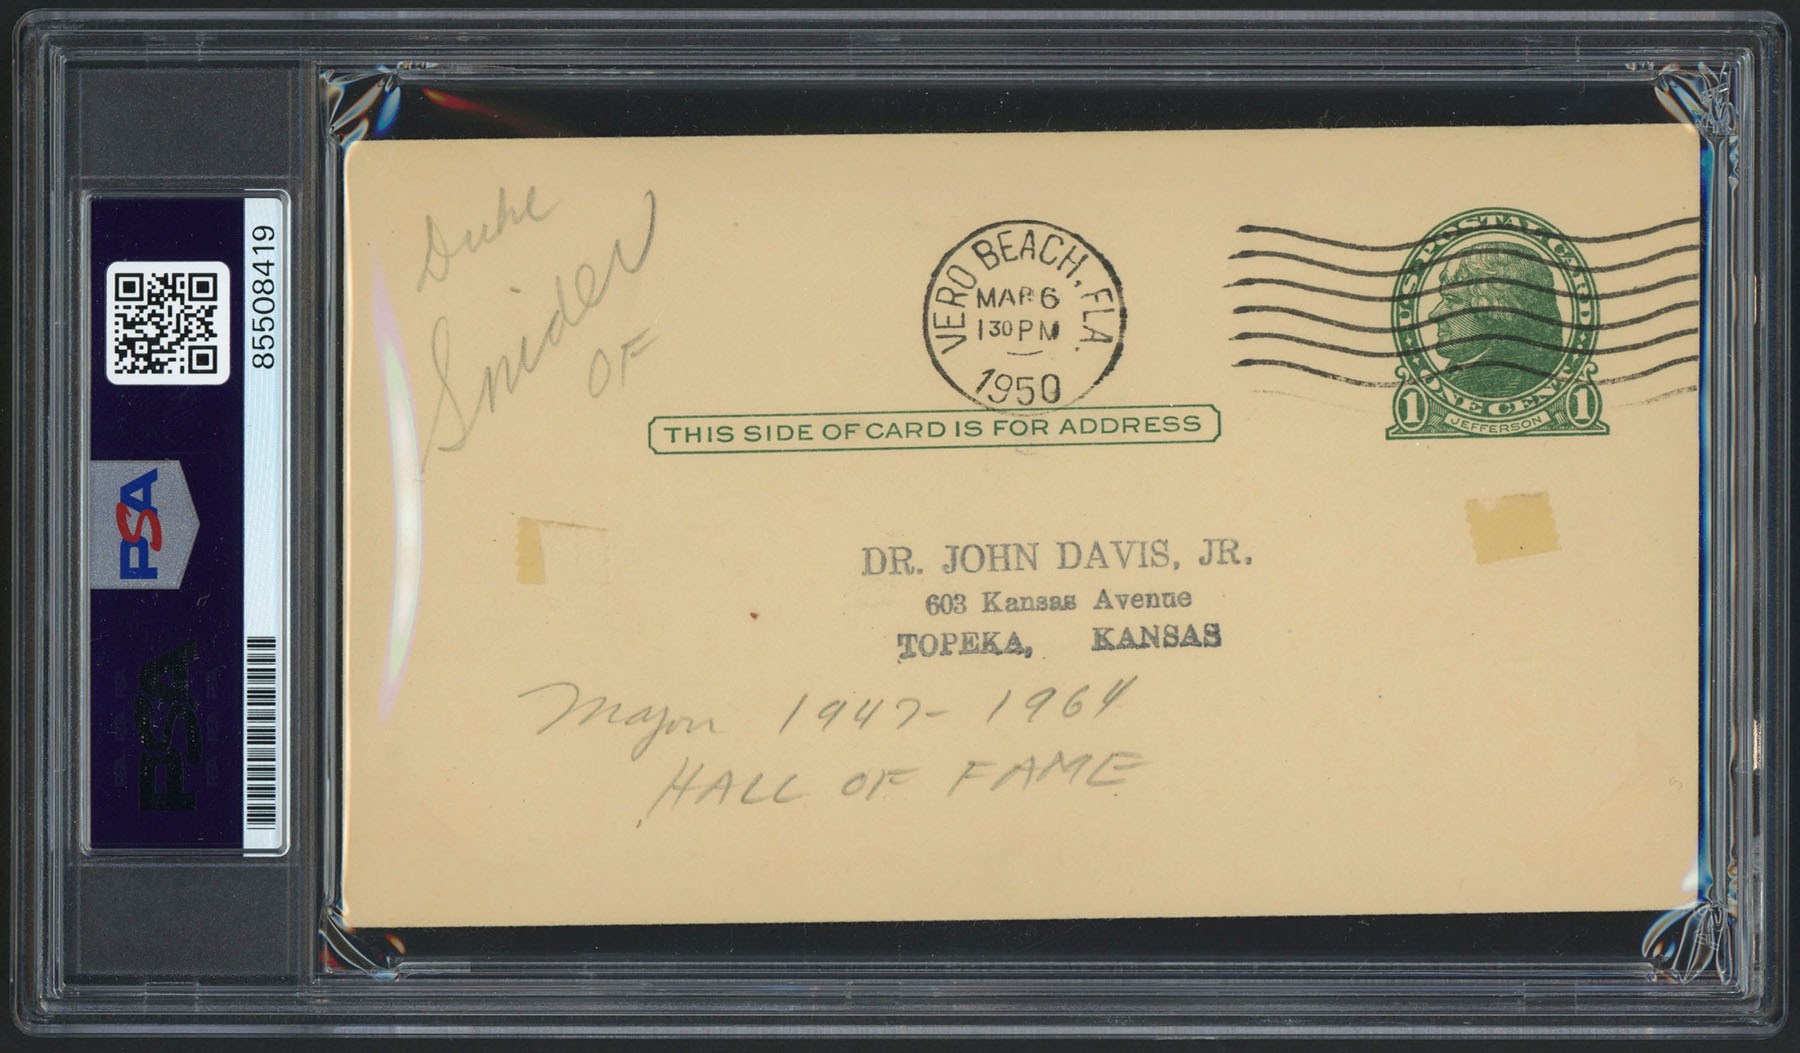 85508419
PSA
PSA
Duke
Snider
OF
VERO BEACH, FLA.
MAR 6
1 30 PM
1950
U.S. POSTAL CARD
ONE CENT
1 JEFFERSON 1
THIS SIDE OF CARD IS FOR ADDRESS
DR. JOHN DAVIS, JR.
603 Kansas Avenue
TOPEKA, KANSAS
Major 1947-1964
HALL OF FAME